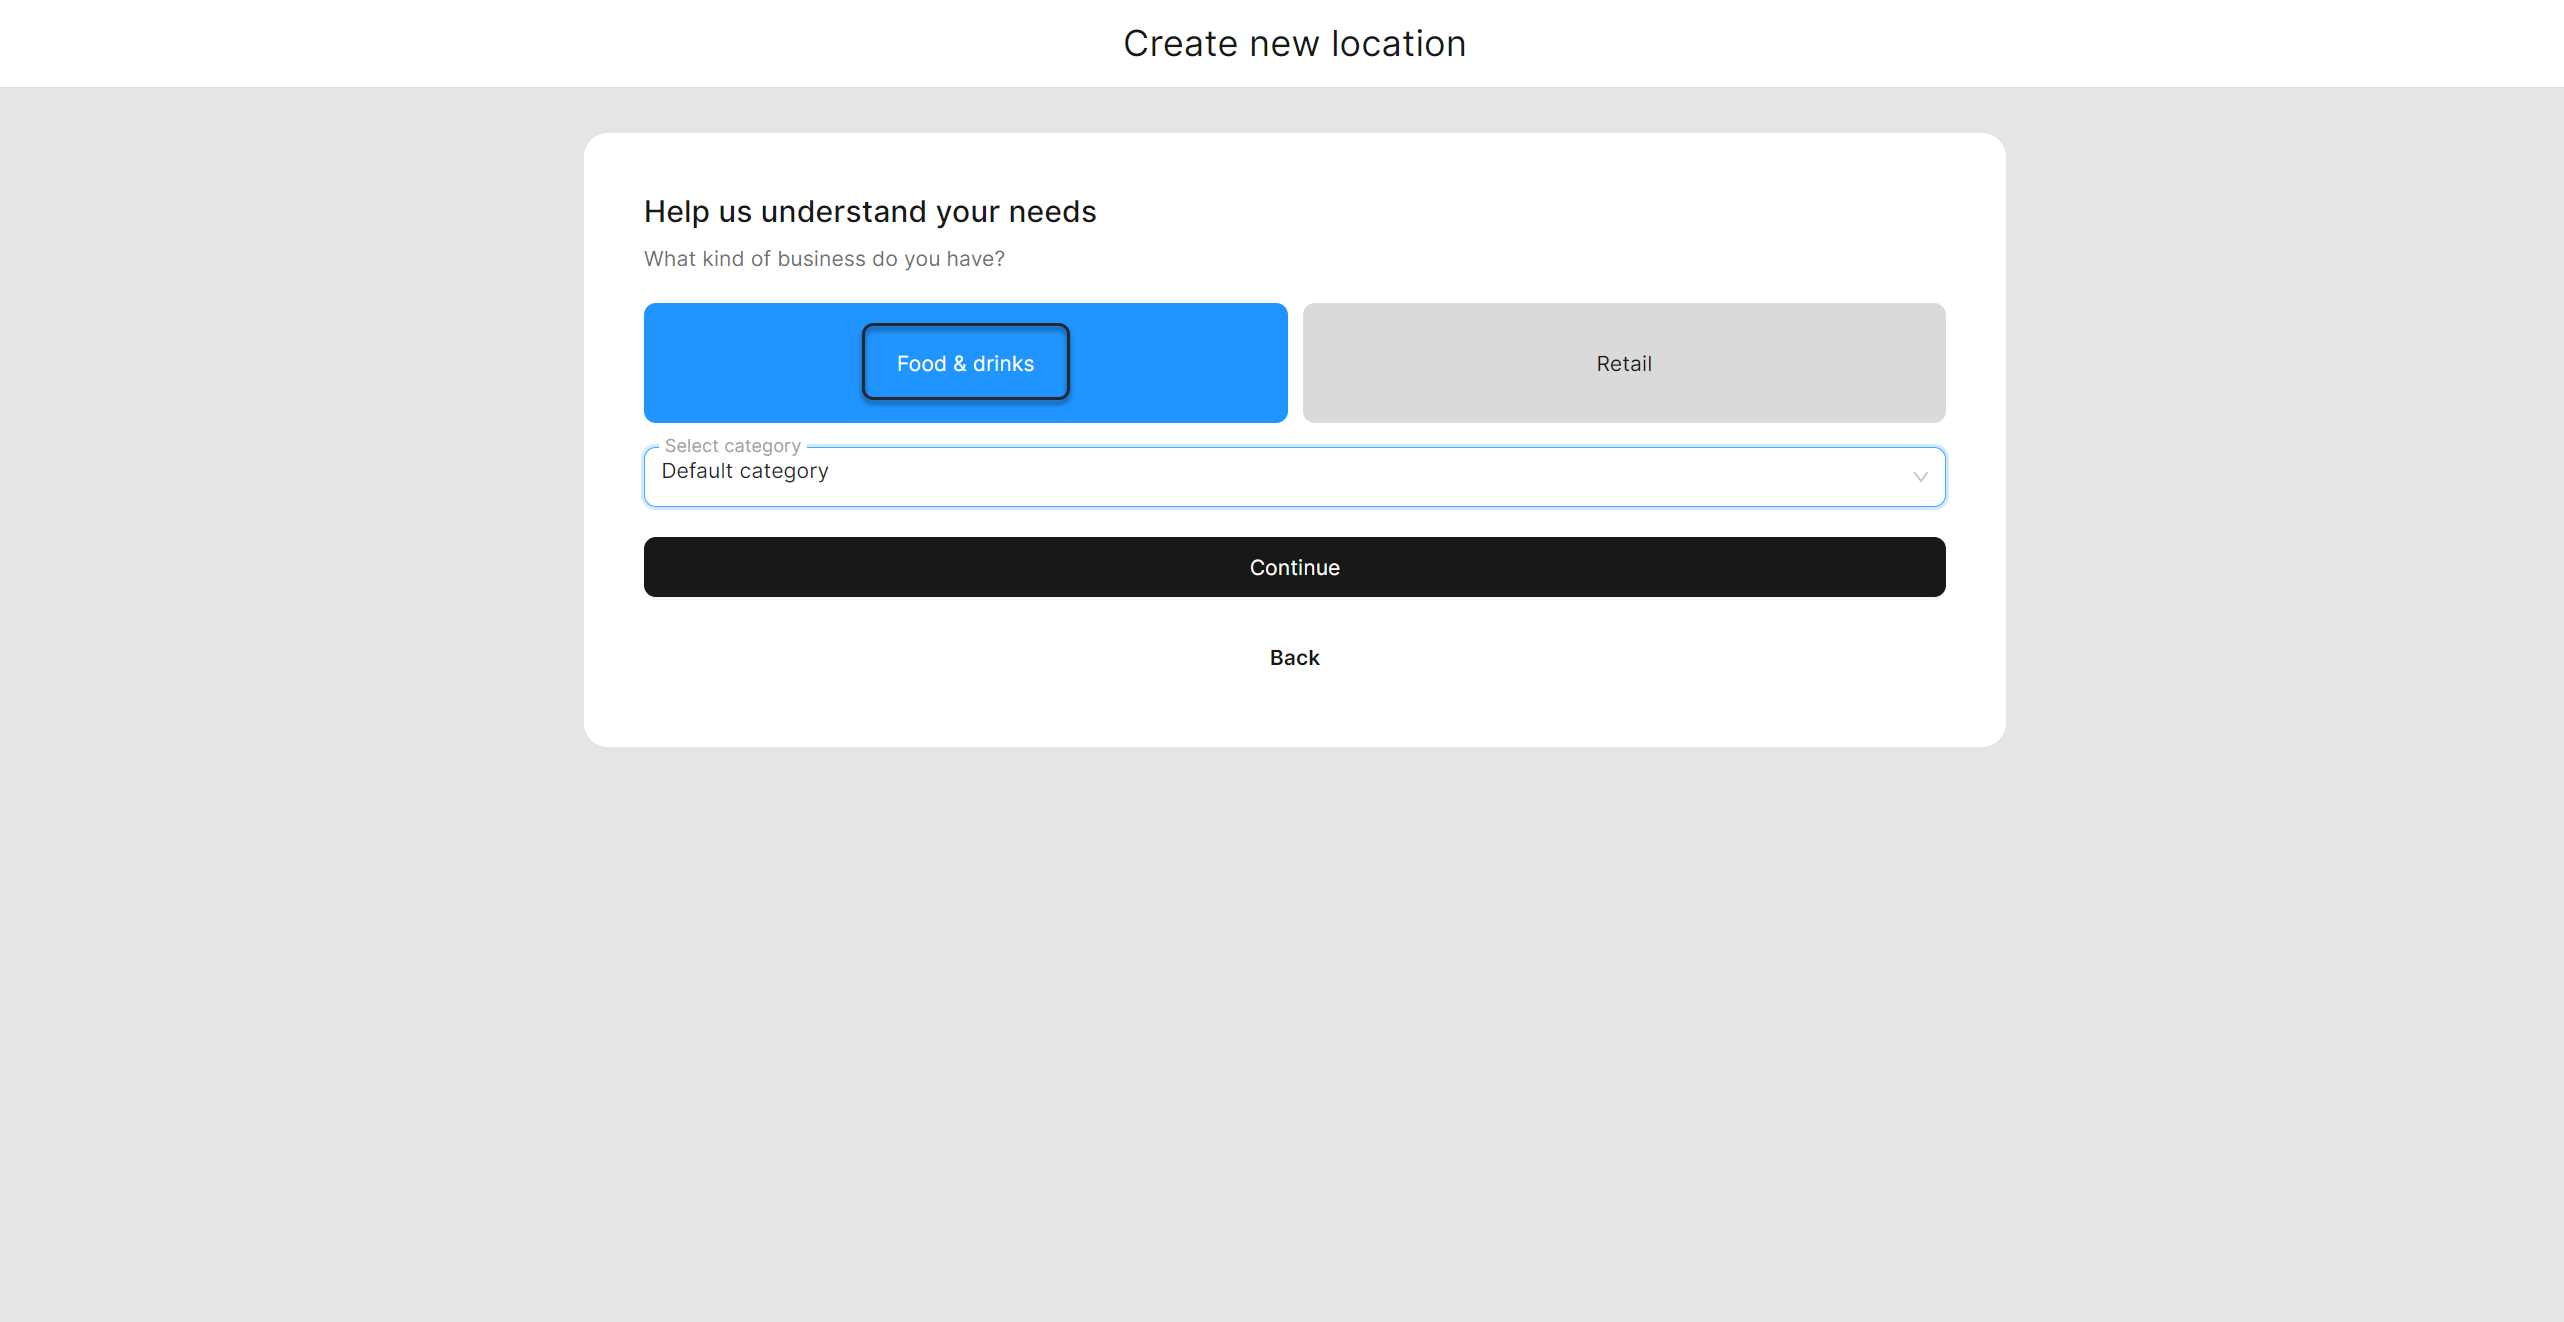 Create new location
Help us understand your needs
What kind of business do you have?
Food & drinks
Retail
Select category
Default category
Continue
Back